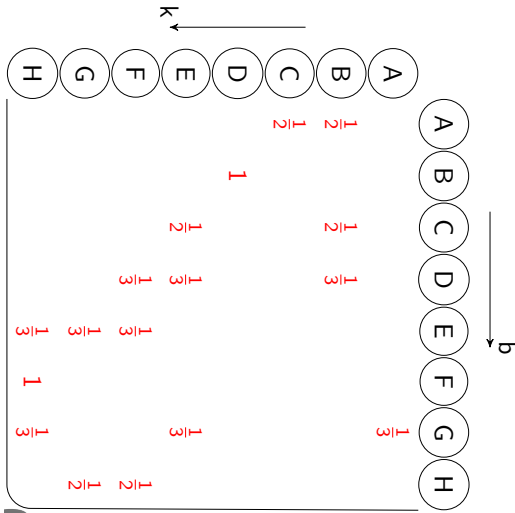 b
A B C D E F G H
k
A 1/3
B 1/2 1/2 1/3
C 1/2
D 1
E 1/2 1/3 1/3
F 1/3 1/3 1/2
G 1/3 1/2
H 1/3 1 1/3